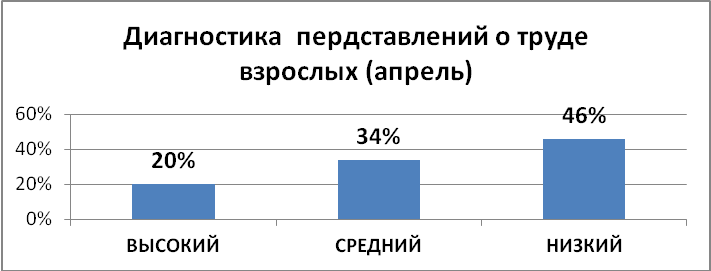 Диагностика пердставлений о труде
взрослых (апрель)
60%
40%
20%
0%
20%
34%
46%
ВЫСОКИЙ
СРЕДНИЙ
НИЗКИЙ